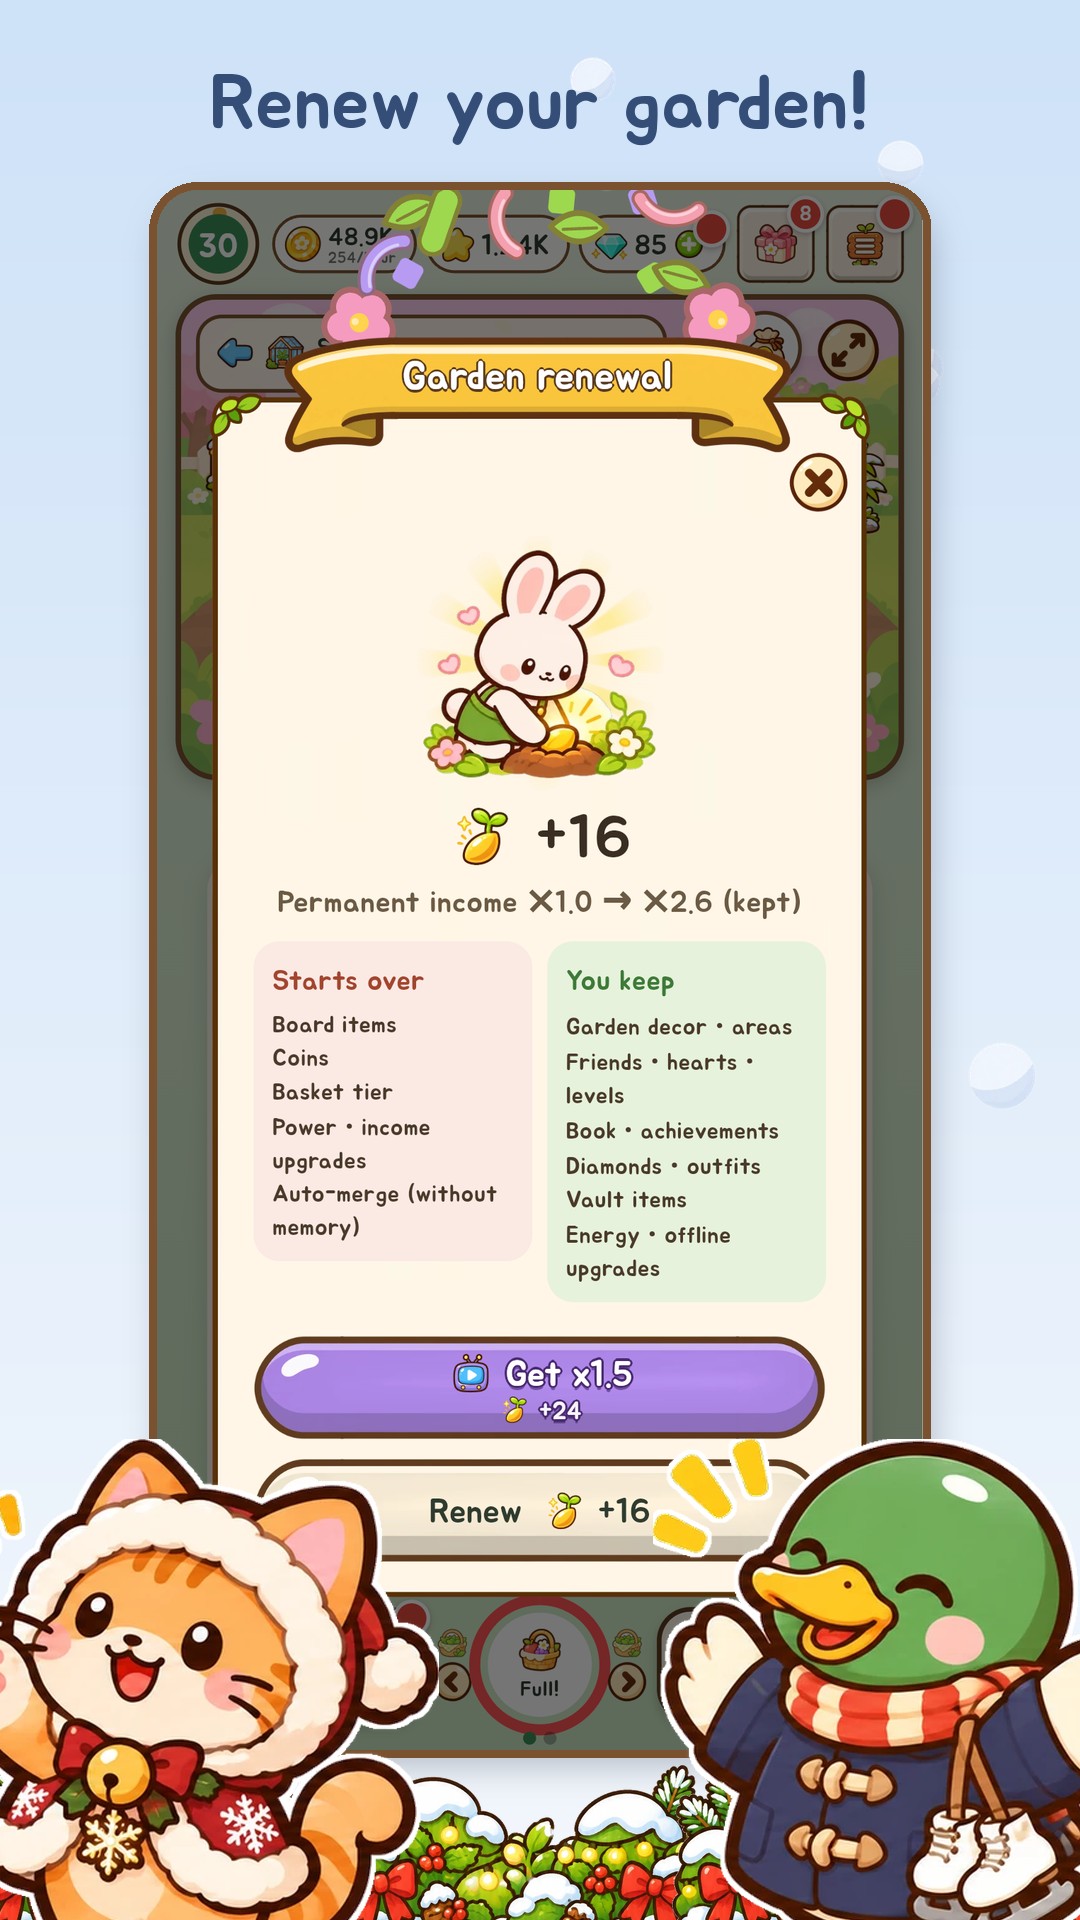 Renew your garden!
30
48.9K
85
8
Garden renewal
+16
Permanent income ×1.0 → ×2.6 (kept)
Starts over
Board items
Coins
Basket tier
Power • income
upgrades
Auto-merge (without
memory)
You keep
Garden decor • areas
Friends • hearts •
levels
Book • achievements
Diamonds • outfits
Vault items
Energy • offline
upgrades
Get x1.5
+24
Renew +16
Full!